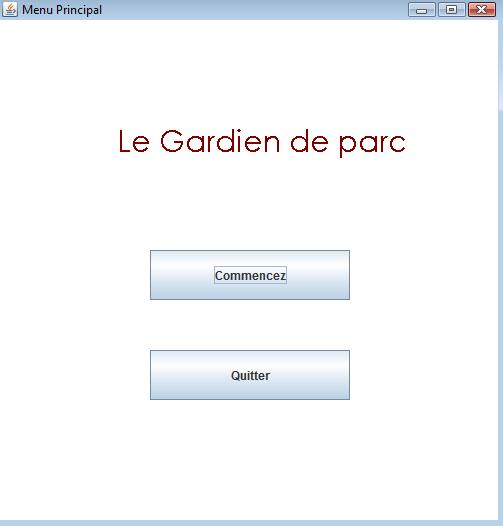 Menu Principal
Le Gardien de parc
Commencez
Quitter